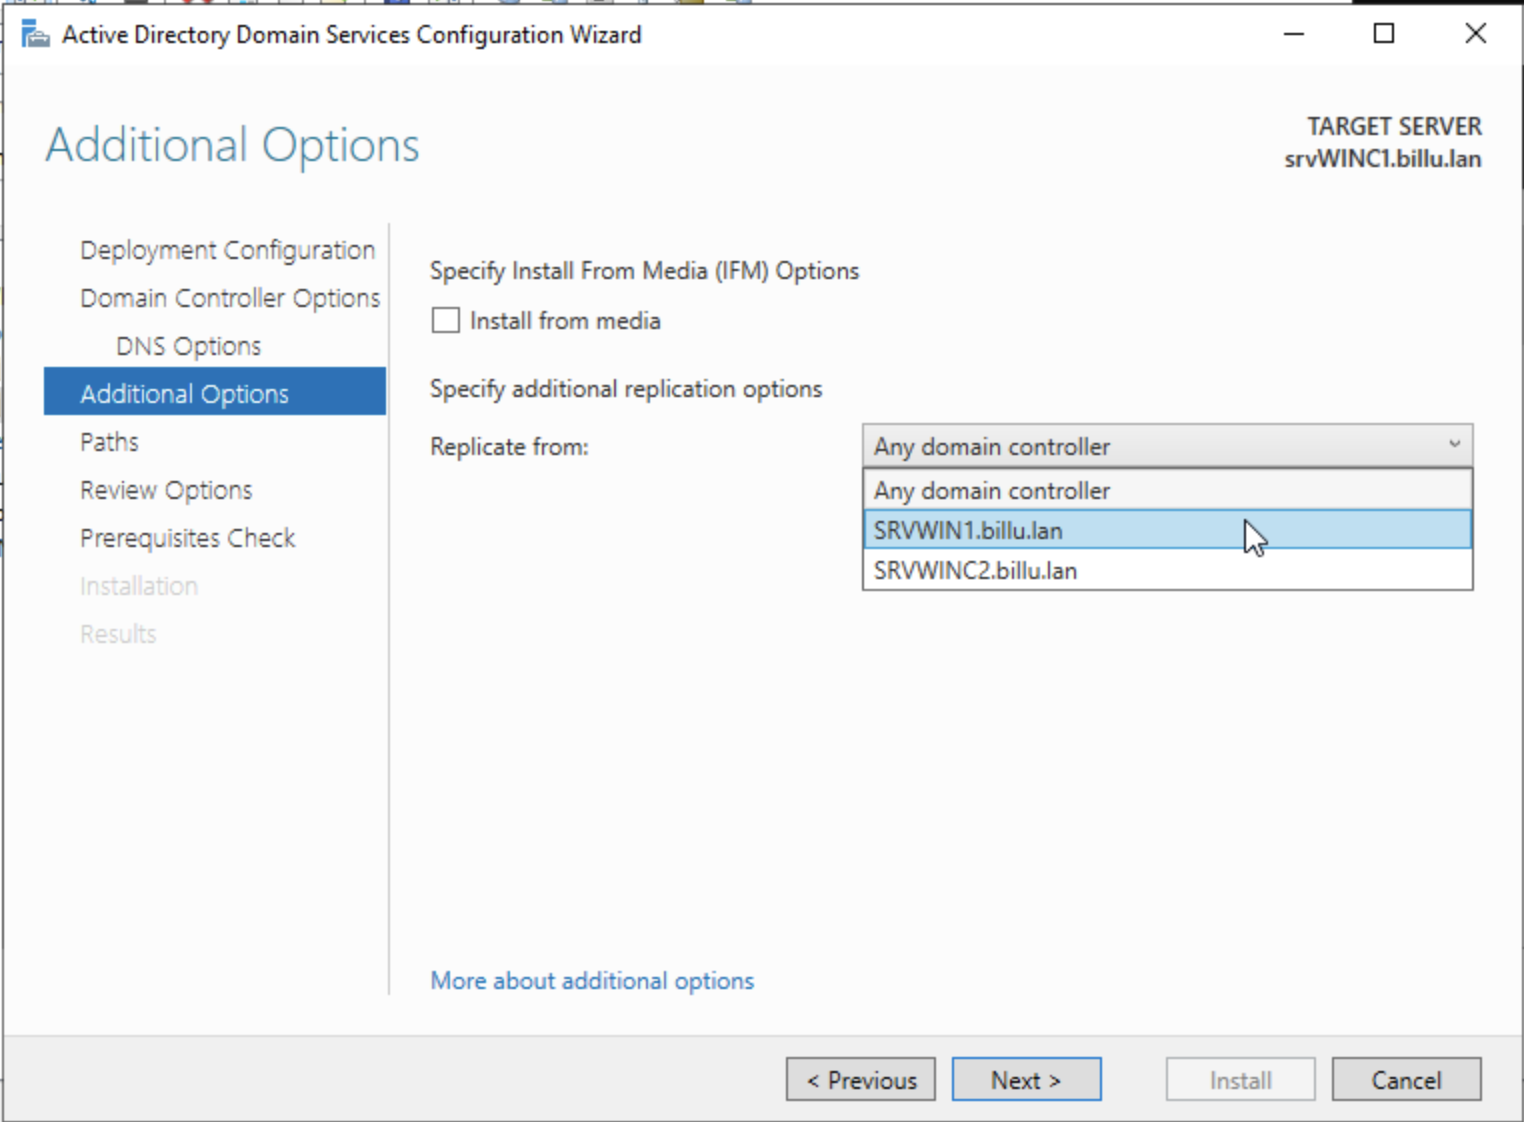 Active Directory Domain Services Configuration Wizard
Additional Options
TARGET SERVER
srvWINC1.billu.lan
Deployment Configuration
Domain Controller Options
DNS Options
Additional Options
Paths
Review Options
Prerequisites Check
Installation
Results
Specify Install From Media (IFM) Options
Install from media
Specify additional replication options
Replicate from:
Any domain controller
Any domain controller
SRVWIN1.billu.lan
SRVWINC2.billu.lan
More about additional options
< Previous
Next >
Install
Cancel